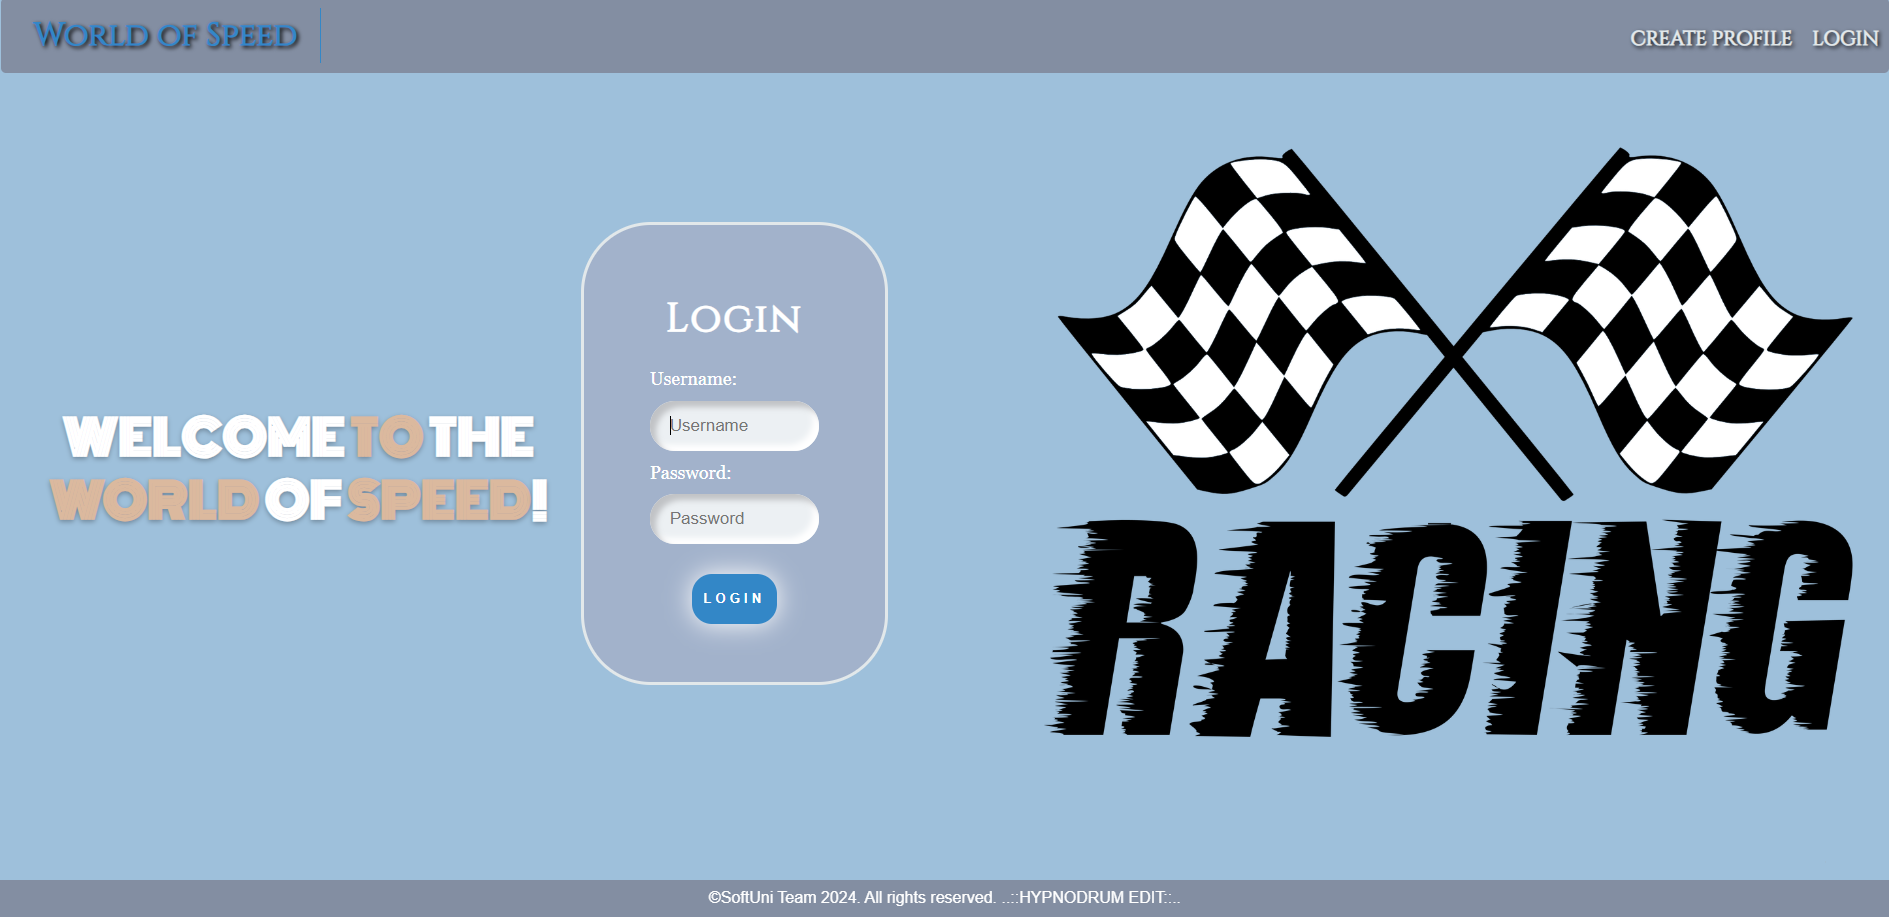 World of Speed
CREATE PROFILE LOGIN
WELCOME TO THE
WORLD OF SPEED!
Login
Username:
Username
Password:
Password
LOGIN
RACING
©SoftUni Team 2024. All rights reserved. ..::HYPNODRUM EDIT::..